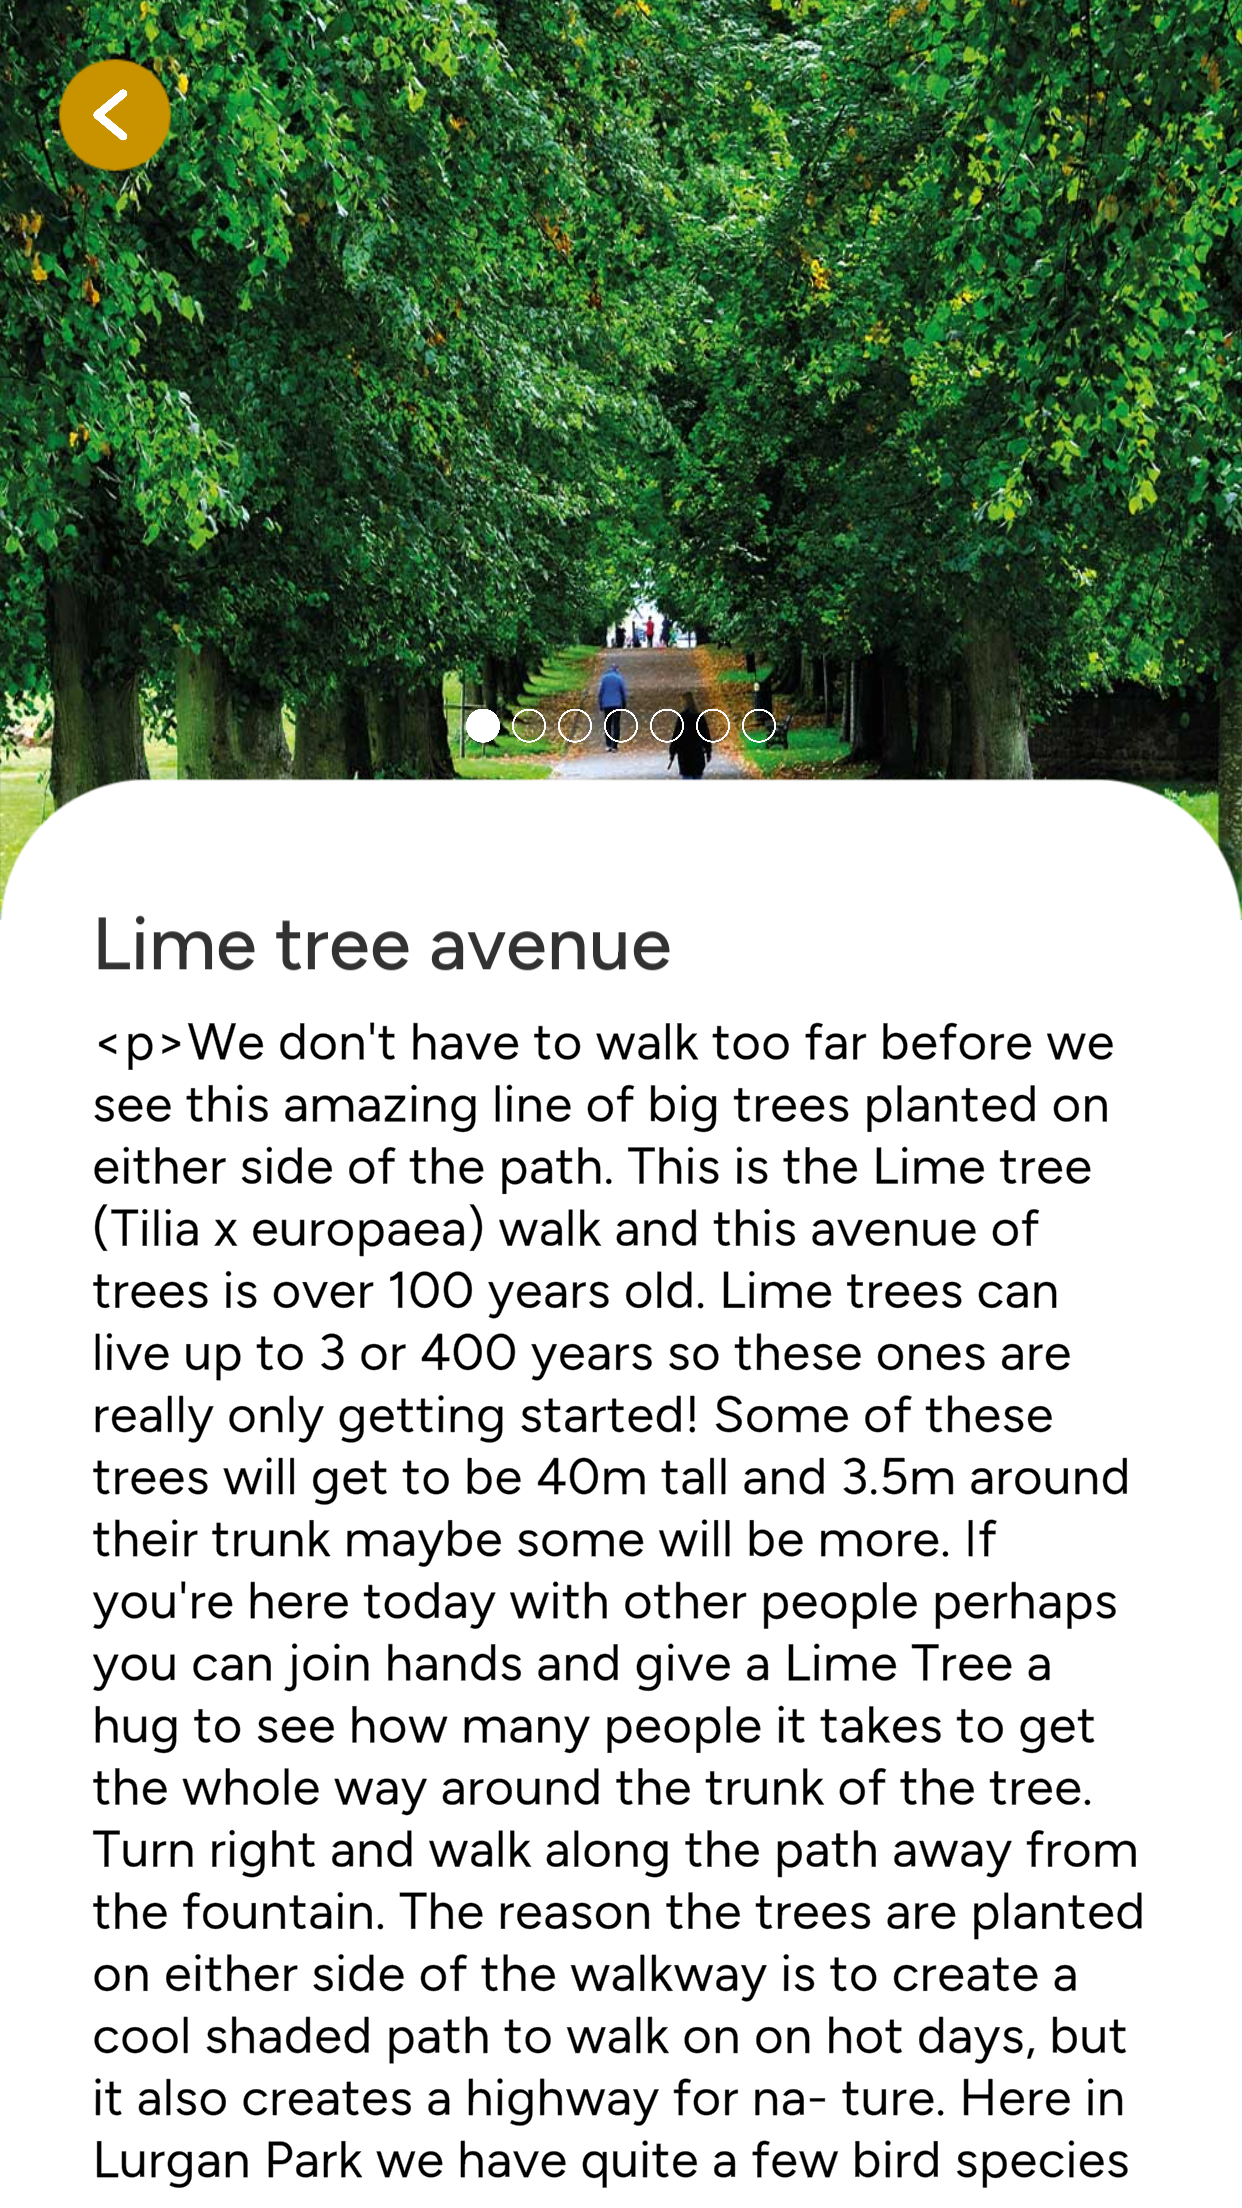 Lime tree avenue
<p>We don't have to walk too far before we
see this amazing line of big trees planted on
either side of the path. This is the Lime tree
(Tilia x europaea) walk and this avenue of
trees is over 100 years old. Lime trees can
live up to 3 or 400 years so these ones are
really only getting started! Some of these
trees will get to be 40m tall and 3.5m around
their trunk maybe some will be more. If
you're here today with other people perhaps
you can join hands and give a Lime Tree a
hug to see how many people it takes to get
the whole way around the trunk of the tree.
Turn right and walk along the path away from
the fountain. The reason the trees are planted
on either side of the walkway is to create a
cool shaded path to walk on on hot days, but
it also creates a highway for na- ture. Here in
Lurgan Park we have quite a few bird species